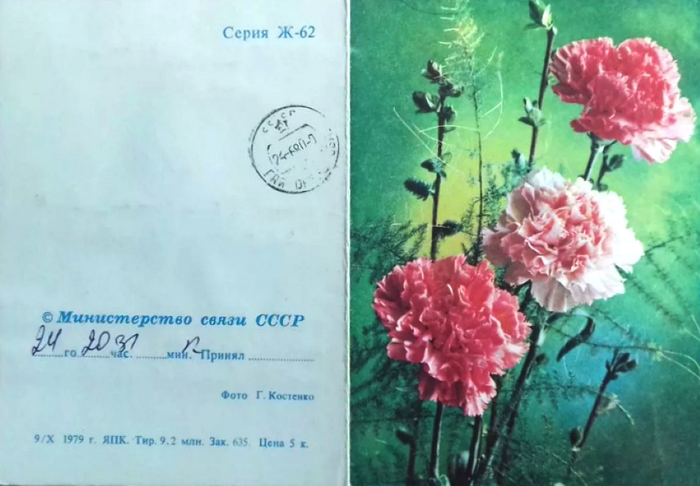 Серия Ж-62
СССР
© Министерство связи СССР
24 го 20 31 час. мин. Принял
Фото Г. Костенко
9/X 1979 г. ЯПК. Тир. 9,2 млн. Зак. 635. Цена 5 к.